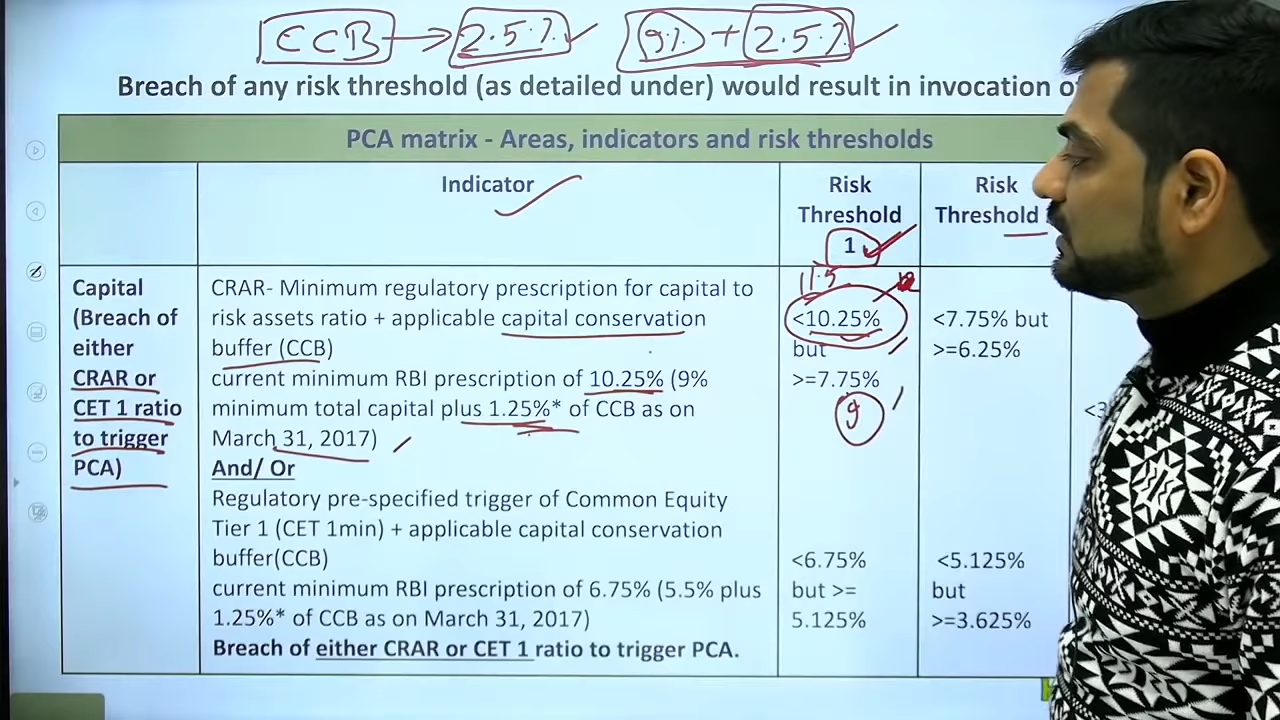 CCB → 2.5% ✓ 9% + 2.5%
Breach of any risk threshold (as detailed under) would result in invocation o
PCA matrix - Areas, indicators and risk thresholds
Indicator
Risk
Threshold
1
Risk
Threshold
Capital
(Breach of
either
CRAR or
CET 1 ratio
to trigger
PCA)
CRAR- Minimum regulatory prescription for capital to
risk assets ratio + applicable capital conservation
buffer (CCB)
current minimum RBI prescription of 10.25% (9%
minimum total capital plus 1.25%* of CCB as on
March 31, 2017)
And/ Or
Regulatory pre-specified trigger of Common Equity
Tier 1 (CET 1min) + applicable capital conservation
buffer(CCB)
current minimum RBI prescription of 6.75% (5.5% plus
1.25%* of CCB as on March 31, 2017)
Breach of either CRAR or CET 1 ratio to trigger PCA.
11.5
<10.25%
but
>=7.75%
9
<6.75%
but >=
5.125%
<7.75% but
>=6.25%
<5.125%
but
>=3.625%
<3